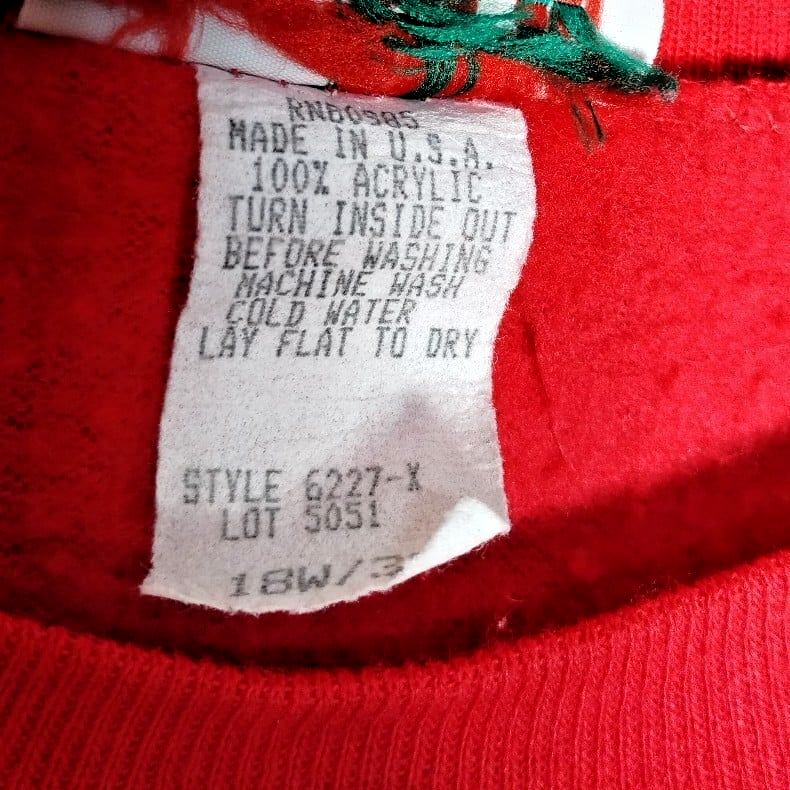 RN80985
MADE IN U.S.A.
100% ACRYLIC
TURN INSIDE OUT
BEFORE WASHING
MACHINE WASH
COLD WATER
LAY FLAT TO DRY
STYLE 6227-X
LOT 5051